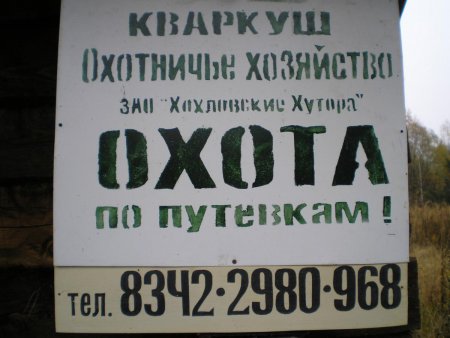 КВАРКУШ
Охотничье хозяйство
ЗАО "Хохловские Хутора"
ОХОТА
по путевкам!
тел. 8342·2980·968